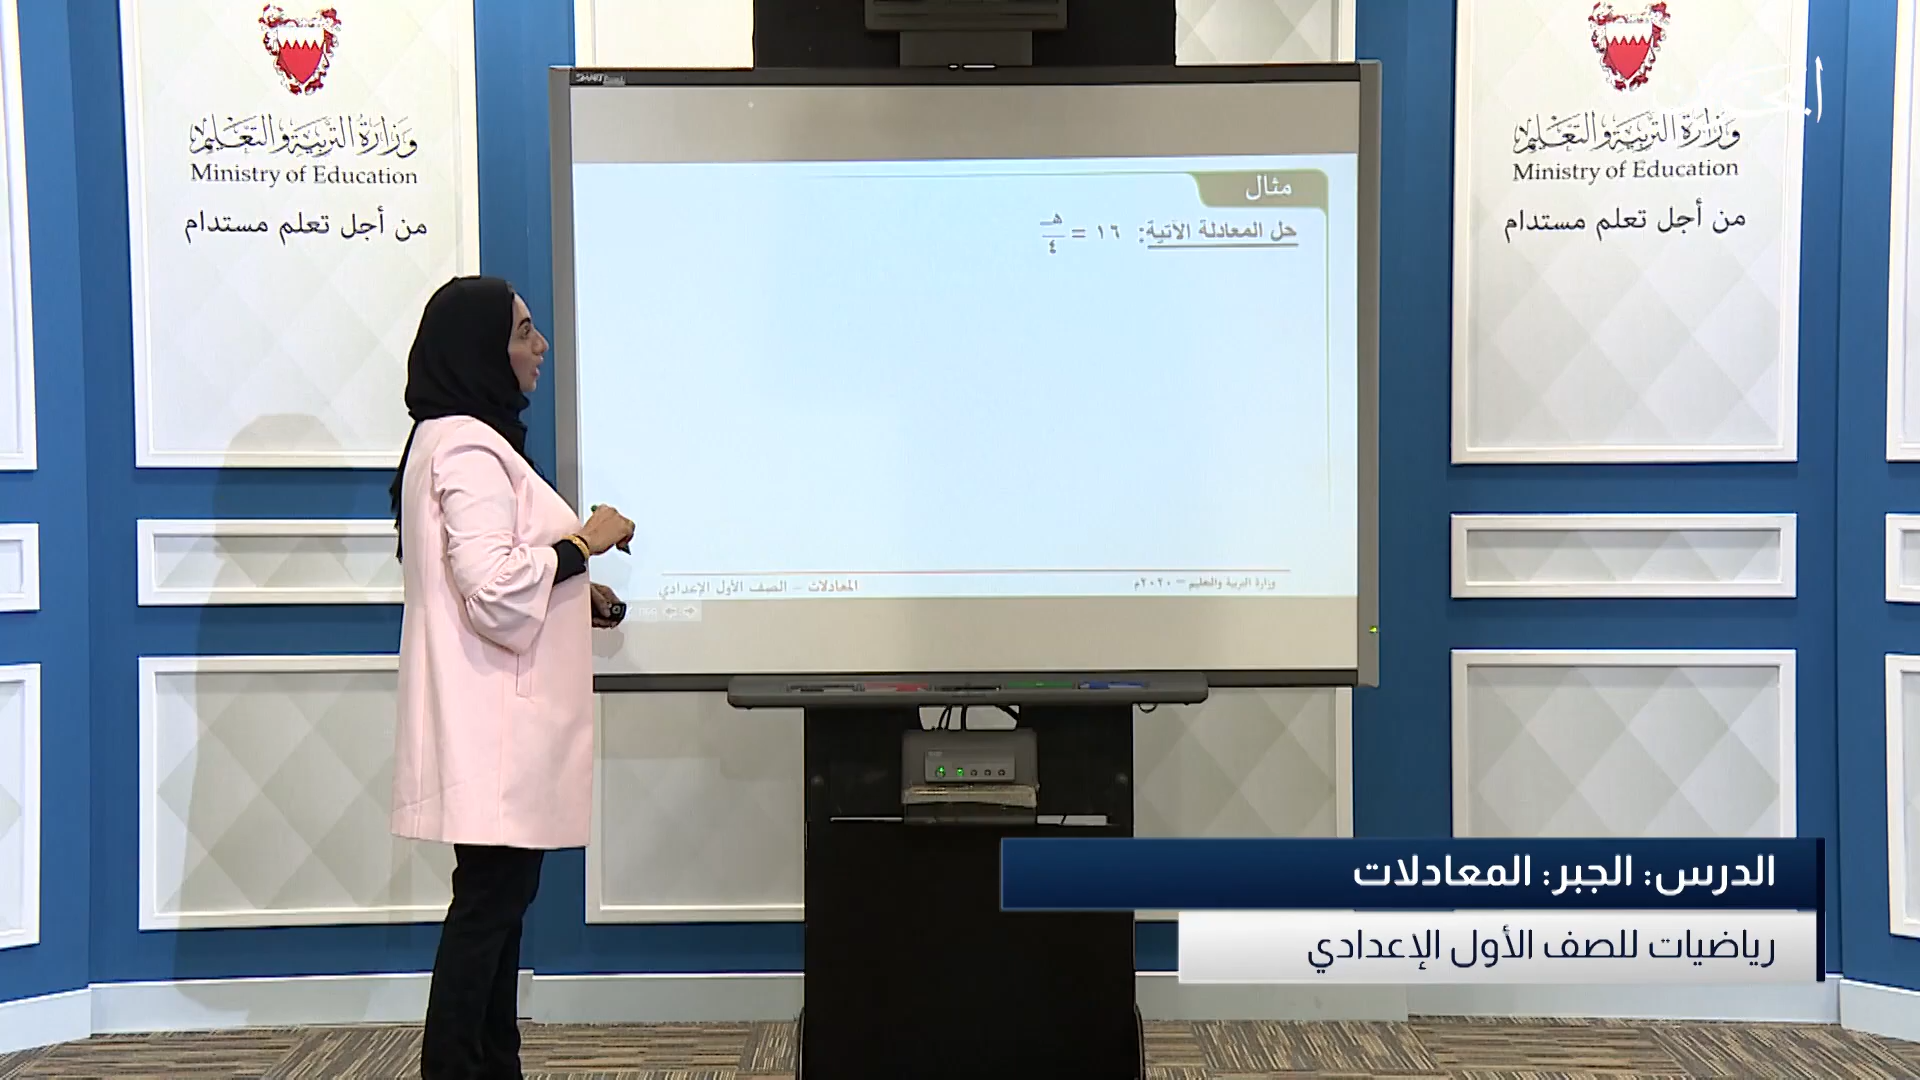 وزارة التربية والتعليم
Ministry of Education
من أجل تعلم مستدام
SMART
مثال
حل المعادلة الآتية: ١٦ = هـ/٤
وزارة التربية والتعليم – ٢٠٢٠م
المعادلات – الصف الأول الإعدادي
وزارة التربية والتعليم
Ministry of Education
من أجل تعلم مستدام
الدرس: الجبر: المعادلات
رياضيات للصف الأول الإعدادي